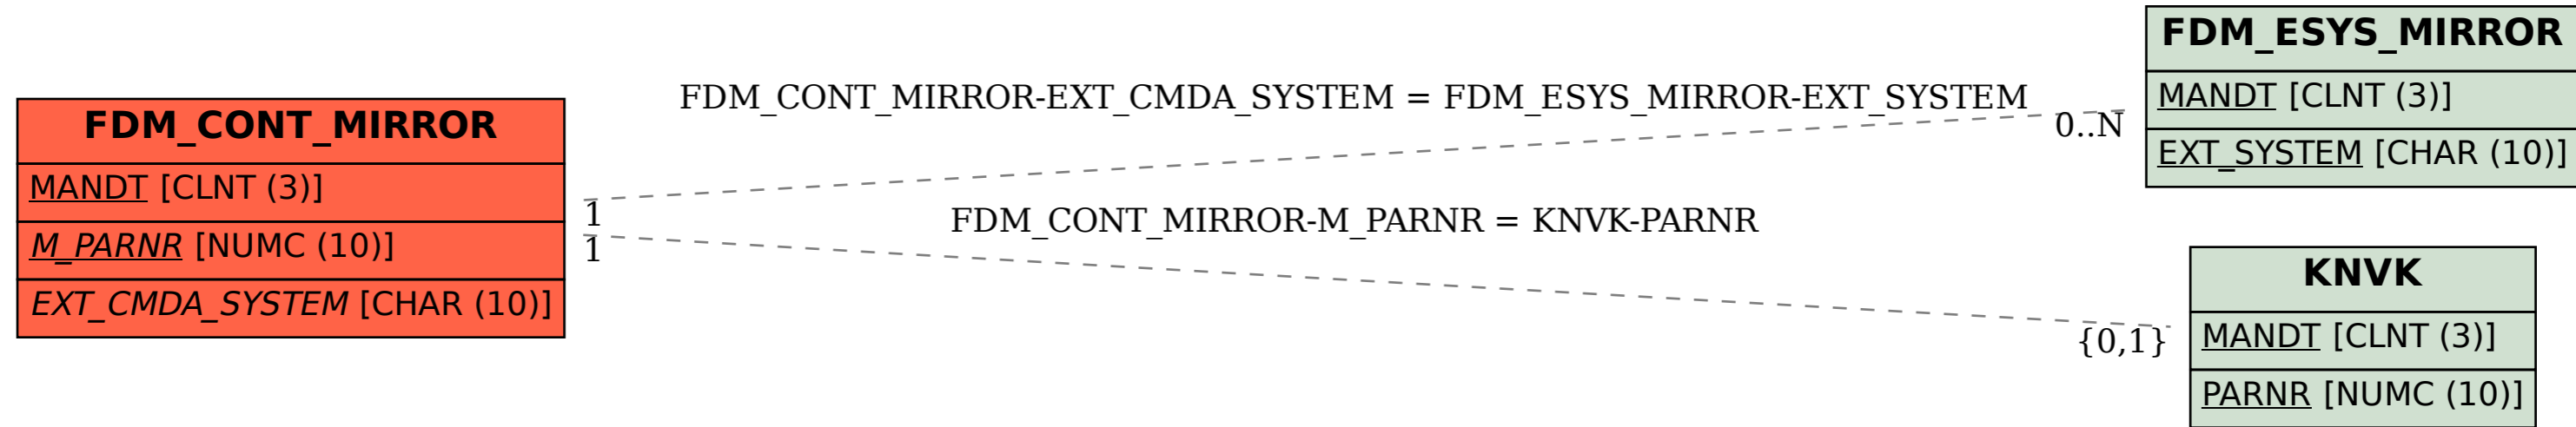 FDM_CONT_MIRROR
MANDT [CLNT (3)]
M_PARNR [NUMC (10)]
EXT_CMDA_SYSTEM [CHAR (10)]
FDM_CONT_MIRROR-EXT_CMDA_SYSTEM = FDM_ESYS_MIRROR-EXT_SYSTEM
1
0..N
FDM_CONT_MIRROR-M_PARNR = KNVK-PARNR
1
{0,1}
FDM_ESYS_MIRROR
MANDT [CLNT (3)]
EXT_SYSTEM [CHAR (10)]
KNVK
MANDT [CLNT (3)]
PARNR [NUMC (10)]